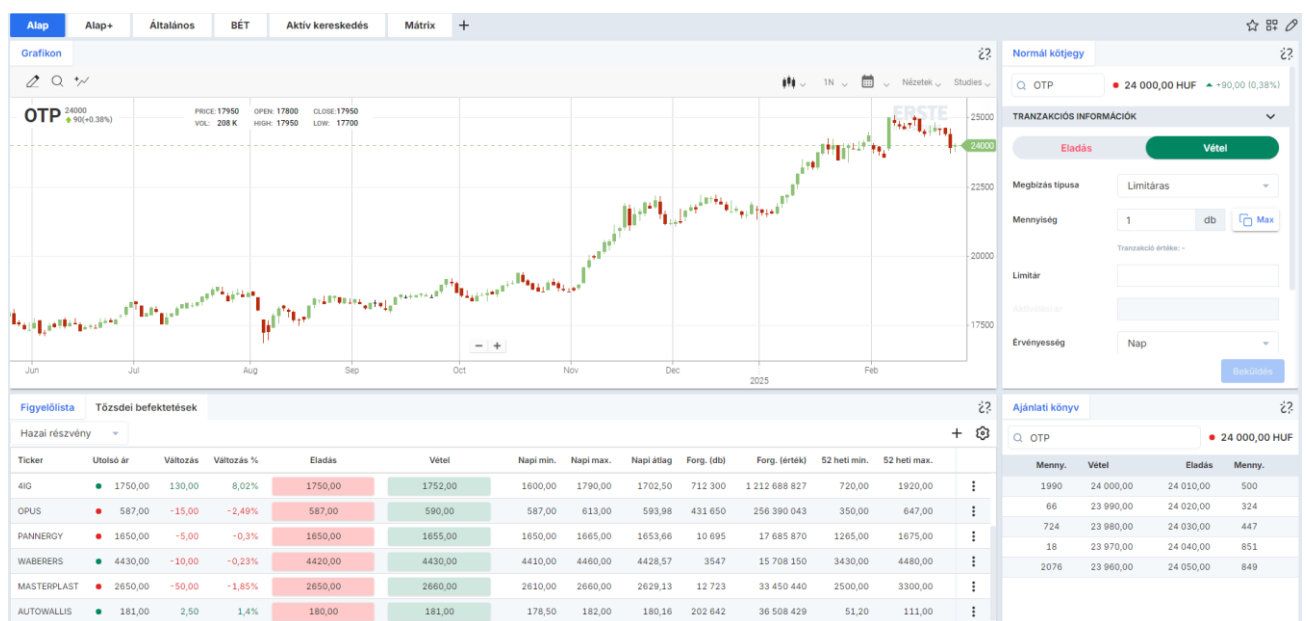 Alap Alap+ Általános BÉT Aktív kereskedés Mátrix +
Grafikon
1N Nézetek Studies
OTP 24000 PRICE:17950 OPEN: 17800 CLOSE:17950 ERSTE
90(+0.38%) VOL: 208 K HIGH: 17950 LOW: 17700
25000
24000
22500
20000
17500
− +
Jun Jul Aug Sep Oct Nov Dec 2025 Feb
Normál kötjegy
OTP 24 000,00 HUF +90,00 (0,38%)
TRANZAKCIÓS INFORMÁCIÓK
Eladás Vétel
Megbízás típusa Limitáras
Mennyiség 1 db Max
Tranzakció értéke: -
Limitár
Aktiválási ár
Érvényesség Nap
Beküldés
Figyelőlista Tőzsdei befektetések
Hazai részvény +
Ticker Utolsó ár Változás Változás % Eladás Vétel Napi min. Napi max. Napi átlag Forg. (db) Forg. (érték) 52 heti min. 52 heti max.
4IG 1750,00 130,00 8,02% 1750,00 1752,00 1600,00 1790,00 1702,50 712 300 1 212 688 827 720,00 1920,00
OPUS 587,00 -15,00 -2,49% 587,00 590,00 587,00 613,00 593,98 431 650 256 390 043 350,00 647,00
PANNERGY 1650,00 -5,00 -0,3% 1650,00 1655,00 1650,00 1665,00 1653,66 10 695 17 685 870 1265,00 1675,00
WABERERS 4430,00 -10,00 -0,23% 4420,00 4430,00 4410,00 4460,00 4428,57 3547 15 708 150 3430,00 4480,00
MASTERPLAST 2650,00 -50,00 -1,85% 2650,00 2660,00 2610,00 2660,00 2629,13 12 723 33 450 440 2500,00 3300,00
AUTOWALLIS 181,00 2,50 1,4% 180,00 181,00 178,50 182,00 180,16 202 642 36 508 429 51,20 111,00
Ajánlati könyv
OTP 24 000,00 HUF
Menny. Vétel Eladás Menny.
1990 24 000,00 24 010,00 500
66 23 990,00 24 020,00 324
724 23 980,00 24 030,00 447
18 23 970,00 24 040,00 851
2076 23 960,00 24 050,00 849